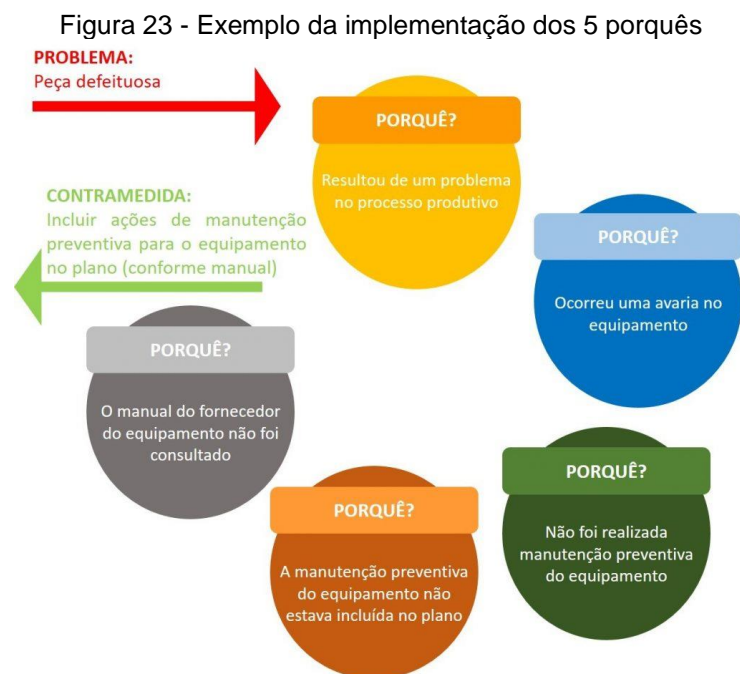 Figura 23 - Exemplo da implementação dos 5 porquês
PROBLEMA:
Peça defeituosa
PORQUÊ?
Resultou de um problema
no processo produtivo
PORQUÊ?
Ocorreu uma avaria no
equipamento
PORQUÊ?
Não foi realizada
manutenção preventiva
do equipamento
PORQUÊ?
A manutenção preventiva
do equipamento não
estava incluída no plano
PORQUÊ?
O manual do fornecedor
do equipamento não foi
consultado
CONTRAMEDIDA:
Incluir ações de manutenção
preventiva para o equipamento
no plano (conforme manual)